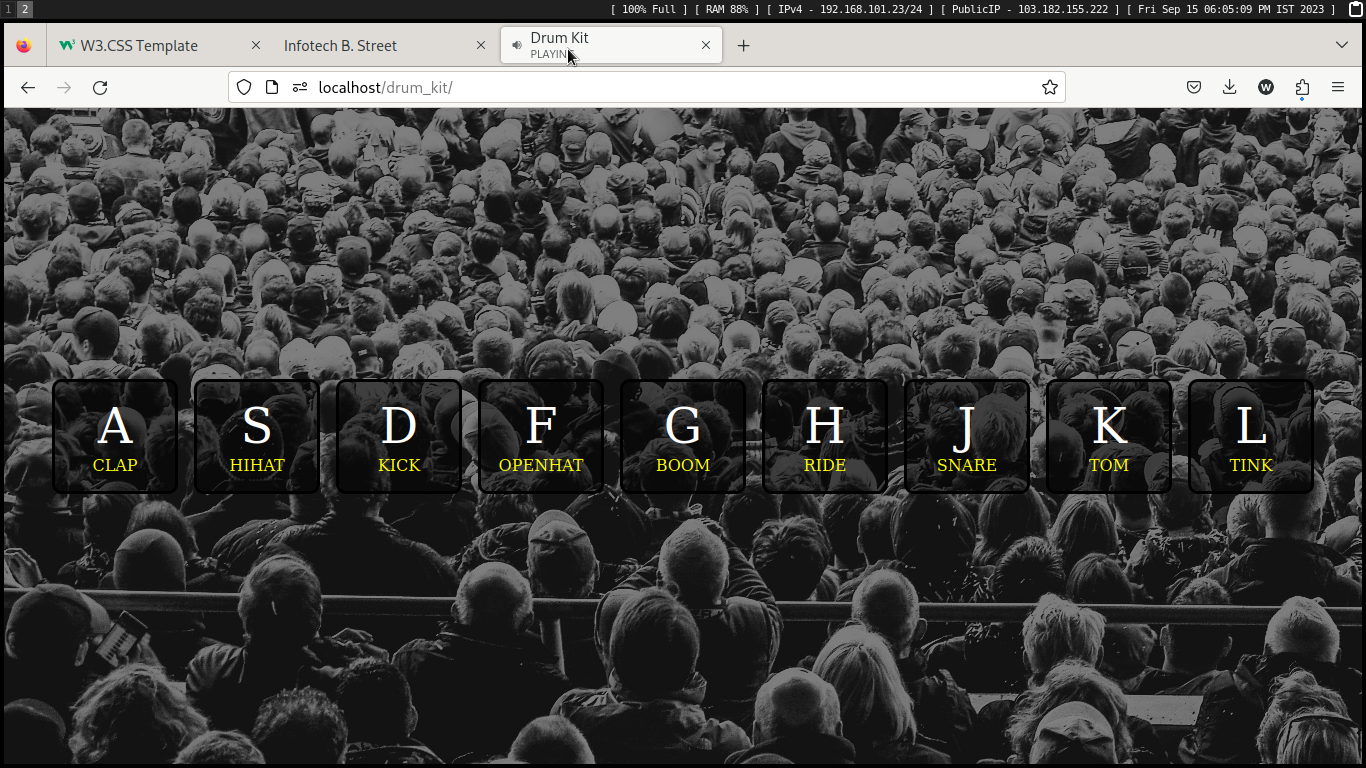 1 2 [ 100% Full ] [ RAM 88% ] [ IPv4 - 192.168.101.23/24 ] [ PublicIP - 103.182.155.222 ] [ Fri Sep 15 06:05:09 PM IST 2023 ]
W3.CSS Template Infotech B. Street Drum Kit
PLAYING
localhost/drum_kit/
A S D F G H J K L
CLAP HIHAT KICK OPENHAT BOOM RIDE SNARE TOM TINK